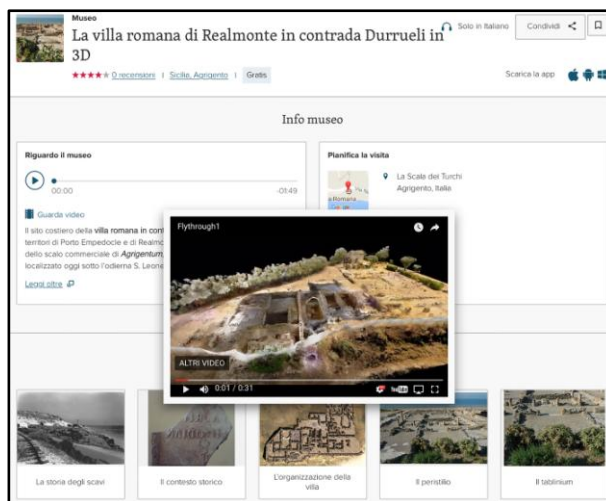 Museo
La villa romana di Realmonte in contrada Durrueli in
3D
Solo in Italiano
Condividi
0 recensioni | Sicilia, Agrigento | Gratis
Scarica la app
Info museo
Riguardo il museo
00:00
-01:49
Guarda video
Il sito costiero della villa romana in cont
territori di Porto Empedocle e di Realmo
dello scalo commerciale di Agrigentum,
localizzato oggi sotto l'odierna S. Leone
Leggi oltre
Pianifica la visita
La Scala dei Turchi
Agrigento, Italie
Flythrough1
ALTRI VIDEO
0:01 / 0:31
La storia degli scavi
Il contesto storico
L'organizzazione della
villa
Il peristilio
Il tablinium